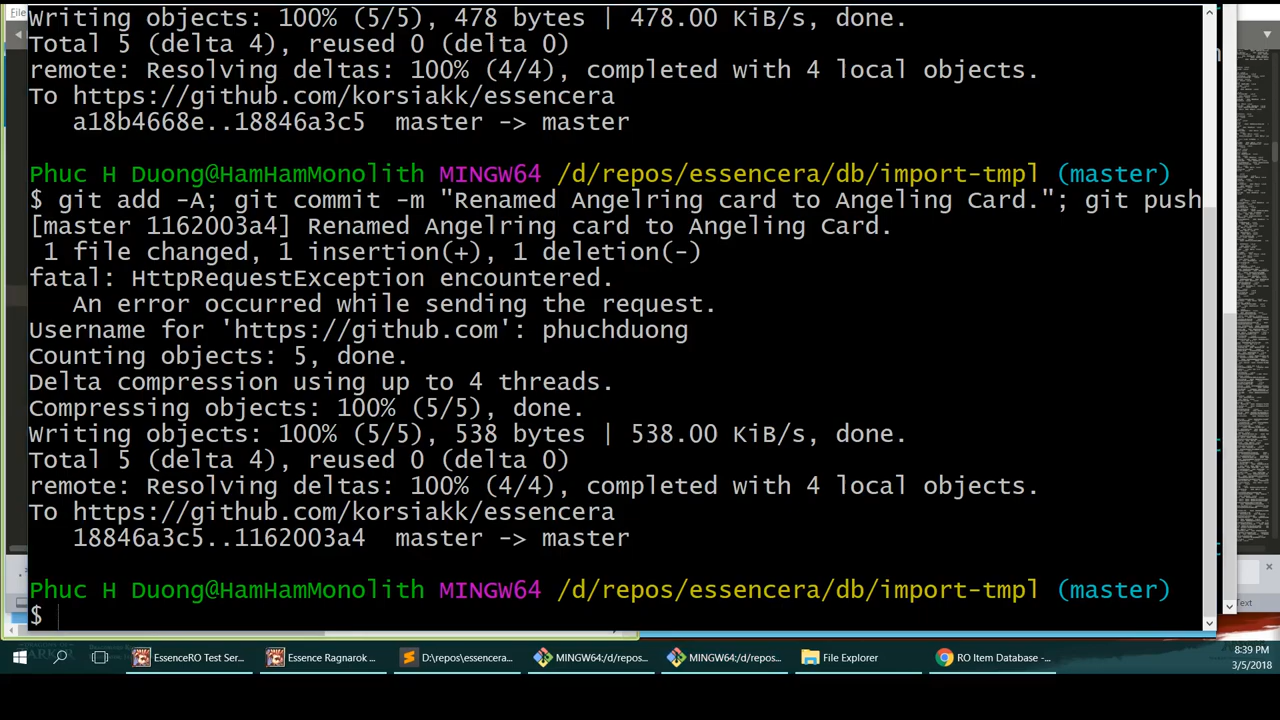 File
Writing objects: 100% (5/5), 478 bytes | 478.00 KiB/s, done.
Total 5 (delta 4), reused 0 (delta 0)
remote: Resolving deltas: 100% (4/4), completed with 4 local objects.
To https://github.com/korsiakk/essencera
a18b4668e..18846a3c5 master -> master
Phuc H Duong@HamHamMonolith MINGW64 /d/repos/essencera/db/import-tmpl (master)
$ git add -A; git commit -m "Renamed Angelring card to Angeling Card."; git push
[master 1162003a4] Renamed Angelring card to Angeling Card.
1 file changed, 1 insertion(+), 1 deletion(-)
fatal: HttpRequestException encountered.
An error occurred while sending the request.
Username for 'https://github.com': phuchduong
Counting objects: 5, done.
Delta compression using up to 4 threads.
Compressing objects: 100% (5/5), done.
Writing objects: 100% (5/5), 538 bytes | 538.00 KiB/s, done.
Total 5 (delta 4), reused 0 (delta 0)
remote: Resolving deltas: 100% (4/4), completed with 4 local objects.
To https://github.com/korsiakk/essencera
18846a3c5..1162003a4 master -> master
Phuc H Duong@HamHamMonolith MINGW64 /d/repos/essencera/db/import-tmpl (master)
$
Text
EssenceRO Test Ser... Essence Ragnarok ... D:\repos\essencera... MINGW64:/d/repos... MINGW64:/d/repos... File Explorer RO Item Database -...
8:39 PM
3/5/2018